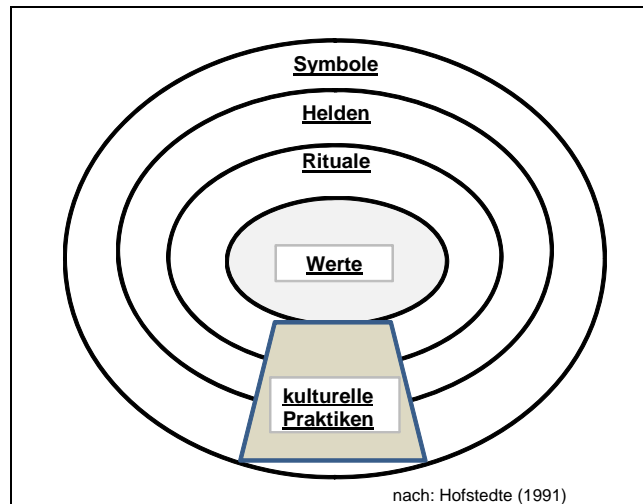 Symbole
Helden
Rituale
Werte
kulturelle
Praktiken
nach: Hofstedte (1991)